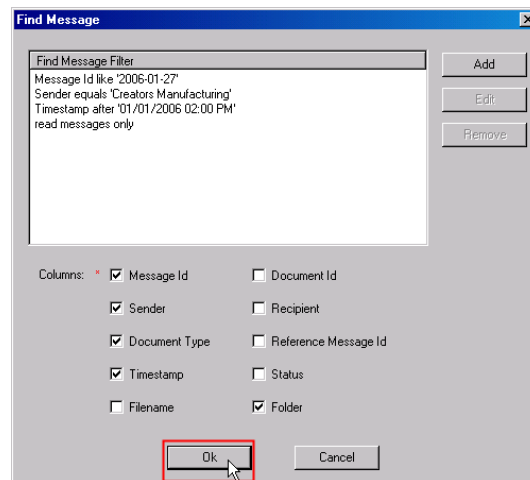 Find Message
Find Message Filter
Message Id like '2006-01-27'
Sender equals 'Creators Manufacturing'
Timestamp after '01/01/2006 02:00 PM'
read messages only
Add
Edit
Remove
Columns: * Message Id Document Id
Sender Recipient
Document Type Reference Message Id
Timestamp Status
Filename Folder
Ok Cancel